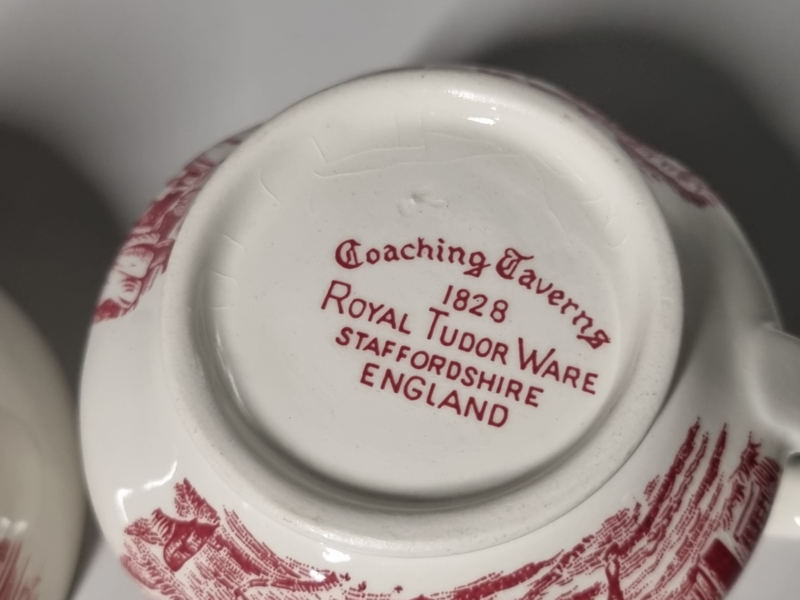 Coaching Taverns
1828
ROYAL TUDOR WARE
STAFFORDSHIRE
ENGLAND